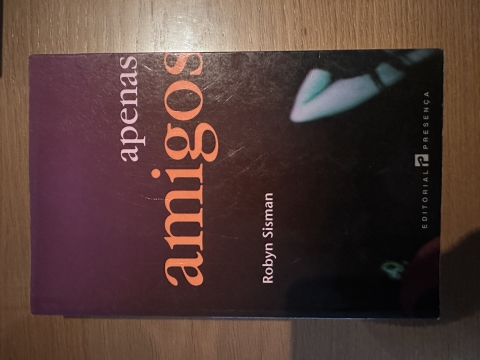 apenas
amigos
Robyn Sisman
EDITORIAL P PRESENÇA